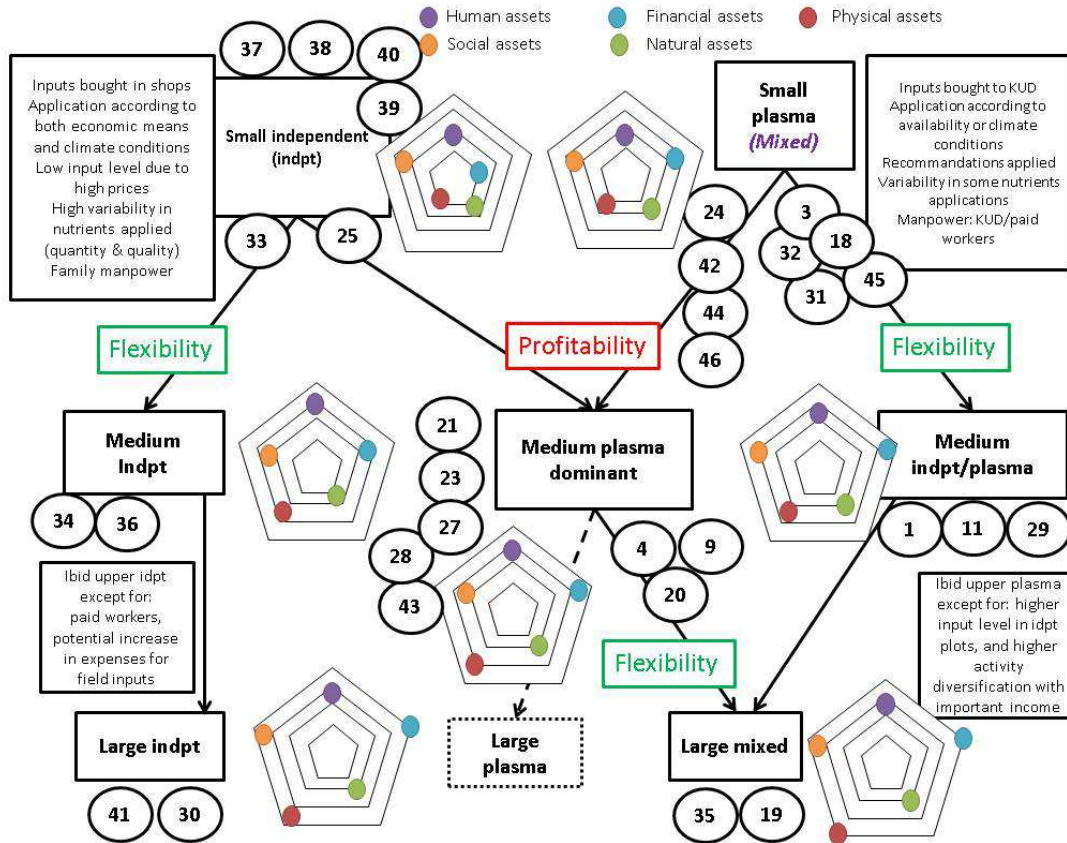 Human assets
Financial assets
Physical assets
Social assets
Natural assets
37
38
40
39
Inputs bought in shops
Application according to
both economic means
and climate conditions
Low input level due to
high prices
High variability in
nutrients applied
(quantity & quality)
Family manpower
Small independent
(indpt)
Small
plasma
(Mixed)
Inputs bought to KUD
Application according to
availability or climate
conditions
Recommandations applied
Variability in some nutrients
applications
Manpower: KUD/paid
workers
33
25
24
42
44
46
3
18
32
31
45
Flexibility
Profitability
Flexibility
Medium
Indpt
21
23
27
28
43
Medium plasma
dominant
Medium
indpt/plasma
34
36
4
9
20
1
11
29
Ibid upper idpt
except for:
paid workers,
potential increase
in expenses for
field inputs
Flexibility
Ibid upper plasma
except for: higher
input level in idpt
plots, and higher
activity
diversification with
important income
Large indpt
Large
plasma
Large mixed
41
30
35
19